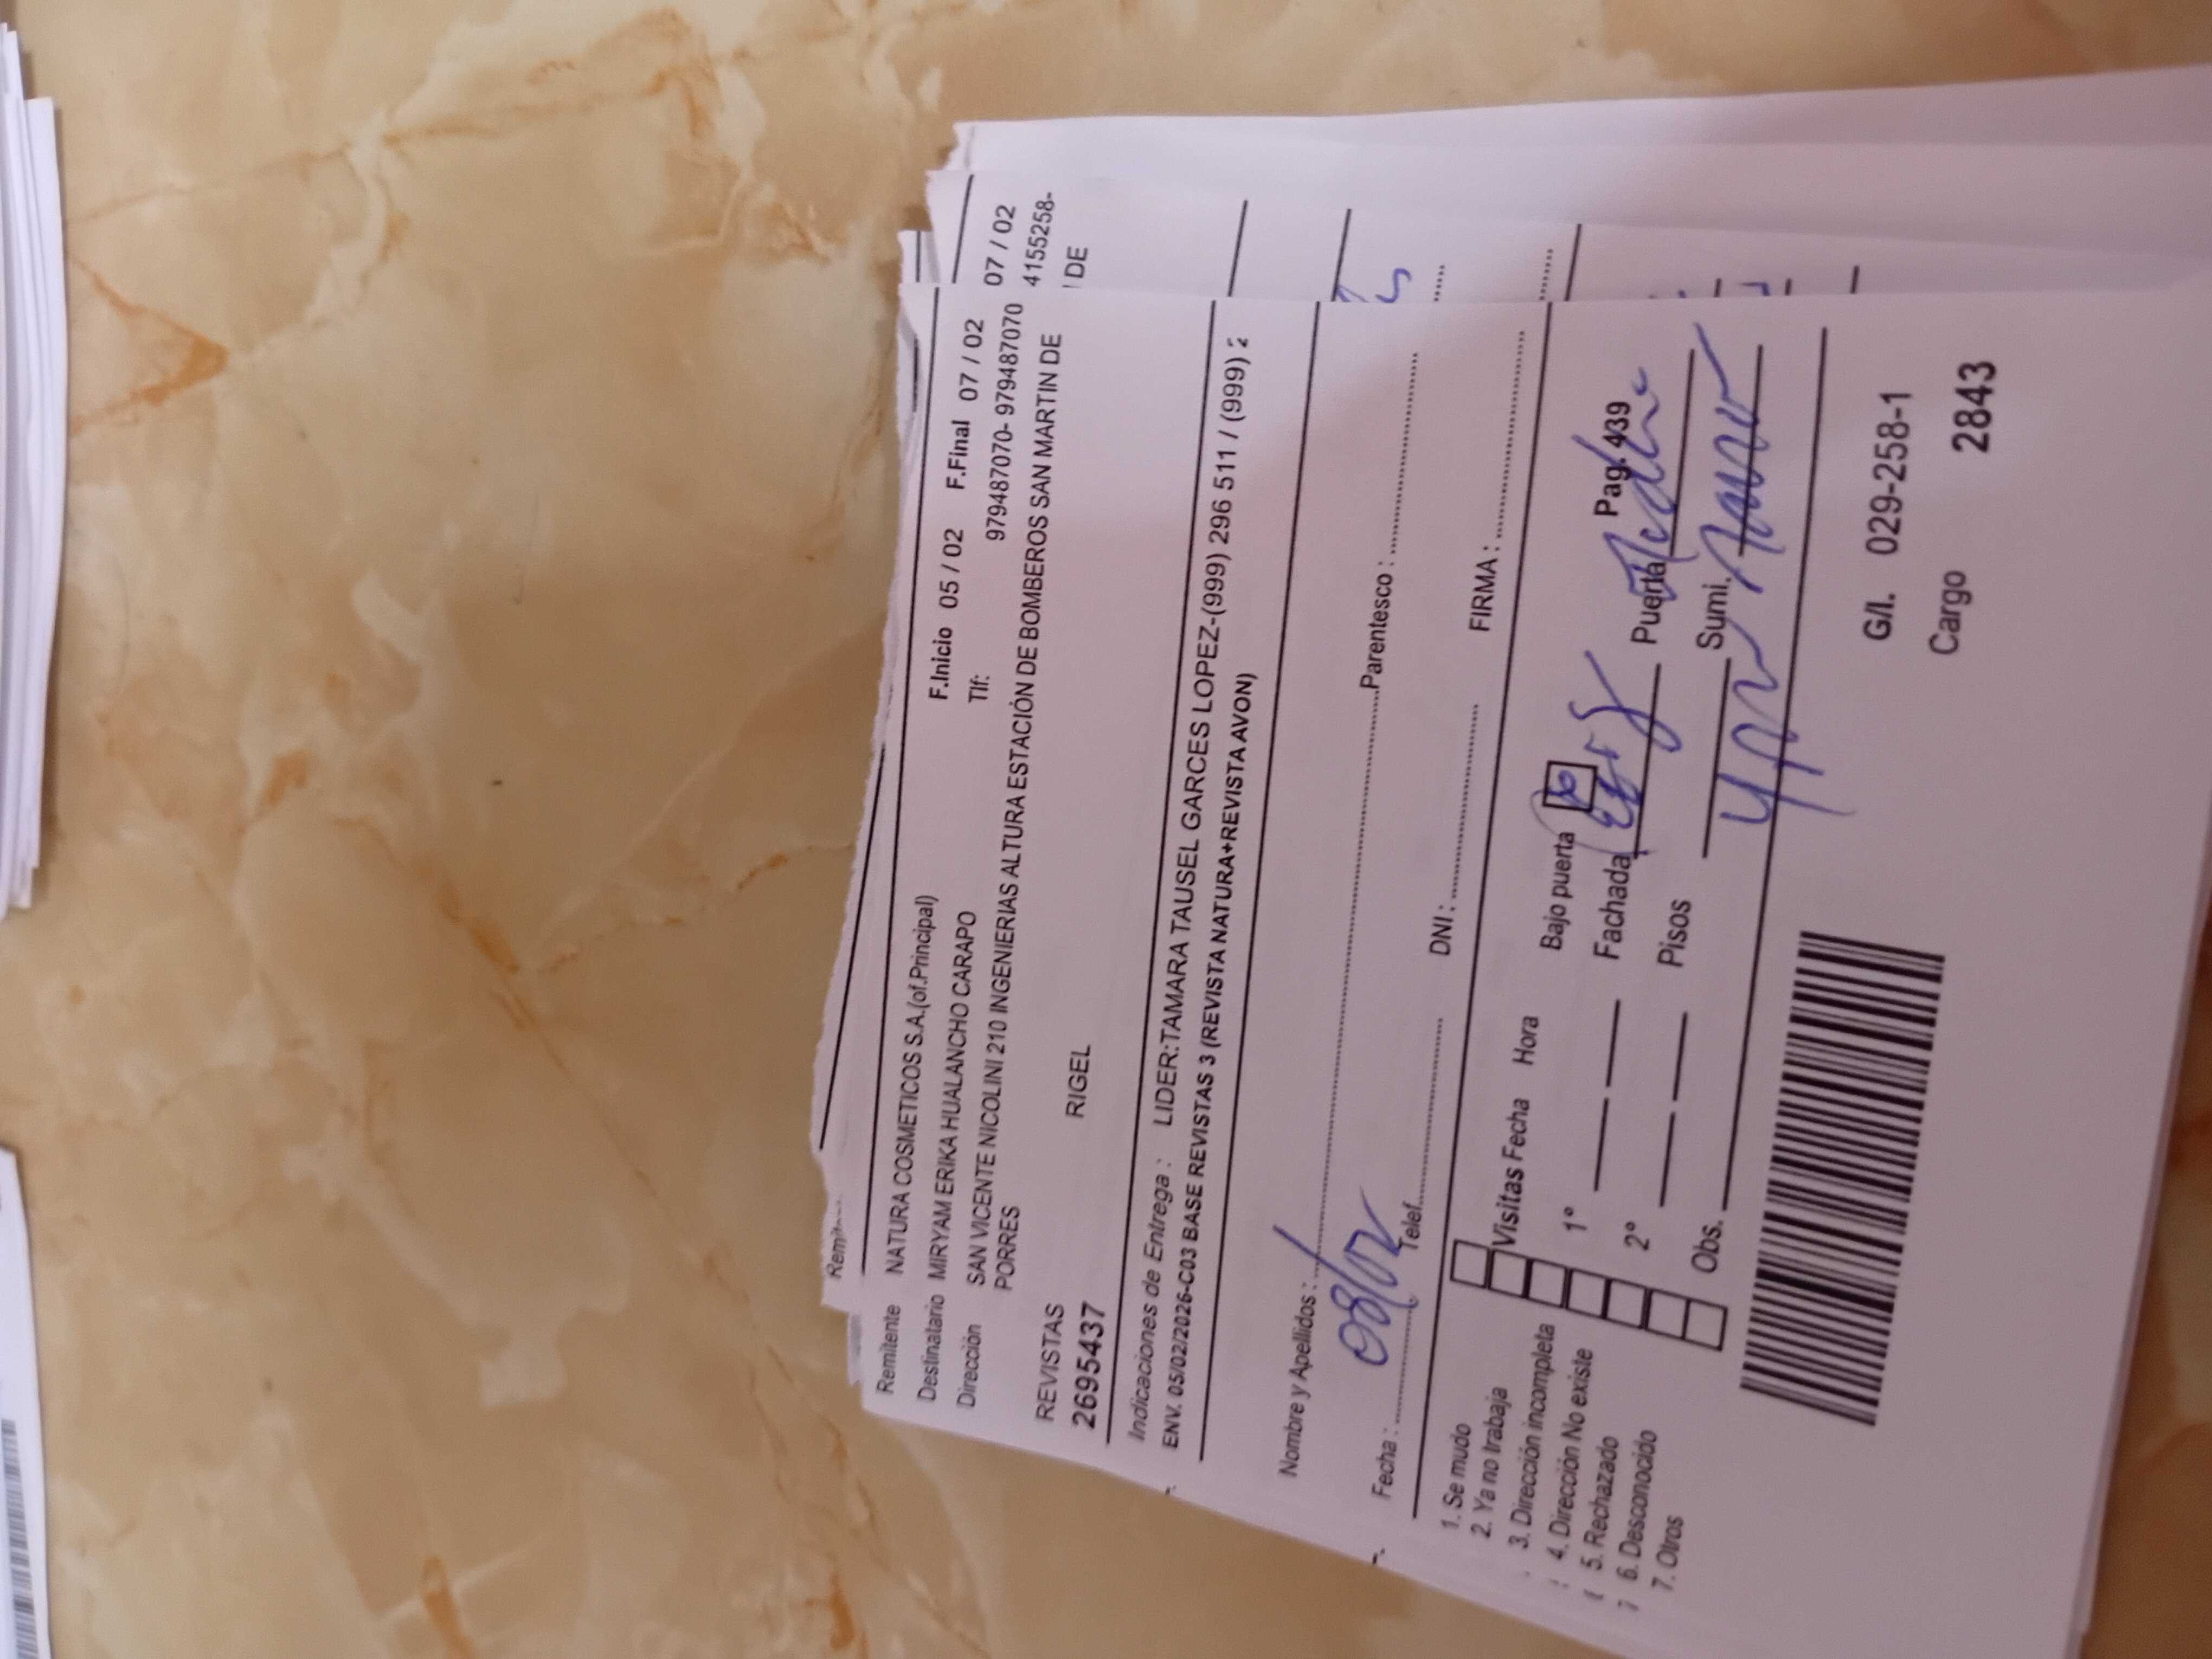 Remit
Remitente NATURA COSMETICOS S.A.(of.Principal) F.Inicio 05 / 02 F.Final 07 / 02
Destinatario MIRYAM ERIKA HUALANCHO CARAPO Tlf: 979487070- 979487070
Dirección SAN VICENTE NICOLINI 210 INGENIERIAS ALTURA ESTACIÓN DE BOMBEROS SAN MARTIN DE
PORRES
07 / 02
4155258-
DE
REVISTAS RIGEL
2695437
Indicaciones de Entrega : LIDER:TAMARA TAUSEL GARCES LOPEZ-(999) 296 511 / (999)
ENV. 05/02/2026-C03 BASE REVISTAS 3 (REVISTA NATURA+REVISTA AVON)
Nombre y Apellidos : Parentesco :
Fecha : 08/02 Telef. DNI : FIRMA :
1. Se mudo
2. Ya no trabaja
3. Dirección incompleta
4. Dirección No existe
5. Rechazado
6. Desconocido
7. Otros
Visitas Fecha Hora Bajo puerta Pag. 439
1° Fachada Puerta
2° Pisos Sumi.
Obs.
G/I. 029-258-1
Cargo 2843